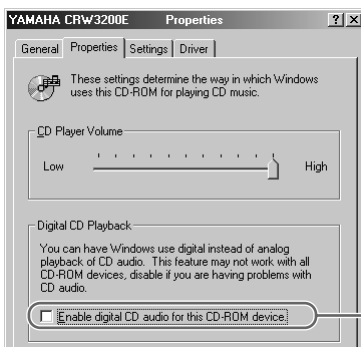 YAMAHA CRW3200E Properties ? X
General Properties Settings Driver
These settings determine the way in which Windows
uses this CD-ROM for playing CD music.
CD Player Volume
Low High
Digital CD Playback
You can have Windows use digital instead of analog
playback of CD audio. This feature may not work with all
CD-ROM devices, disable if you are having problems with
CD audio.
Enable digital CD audio for this CD-ROM device.